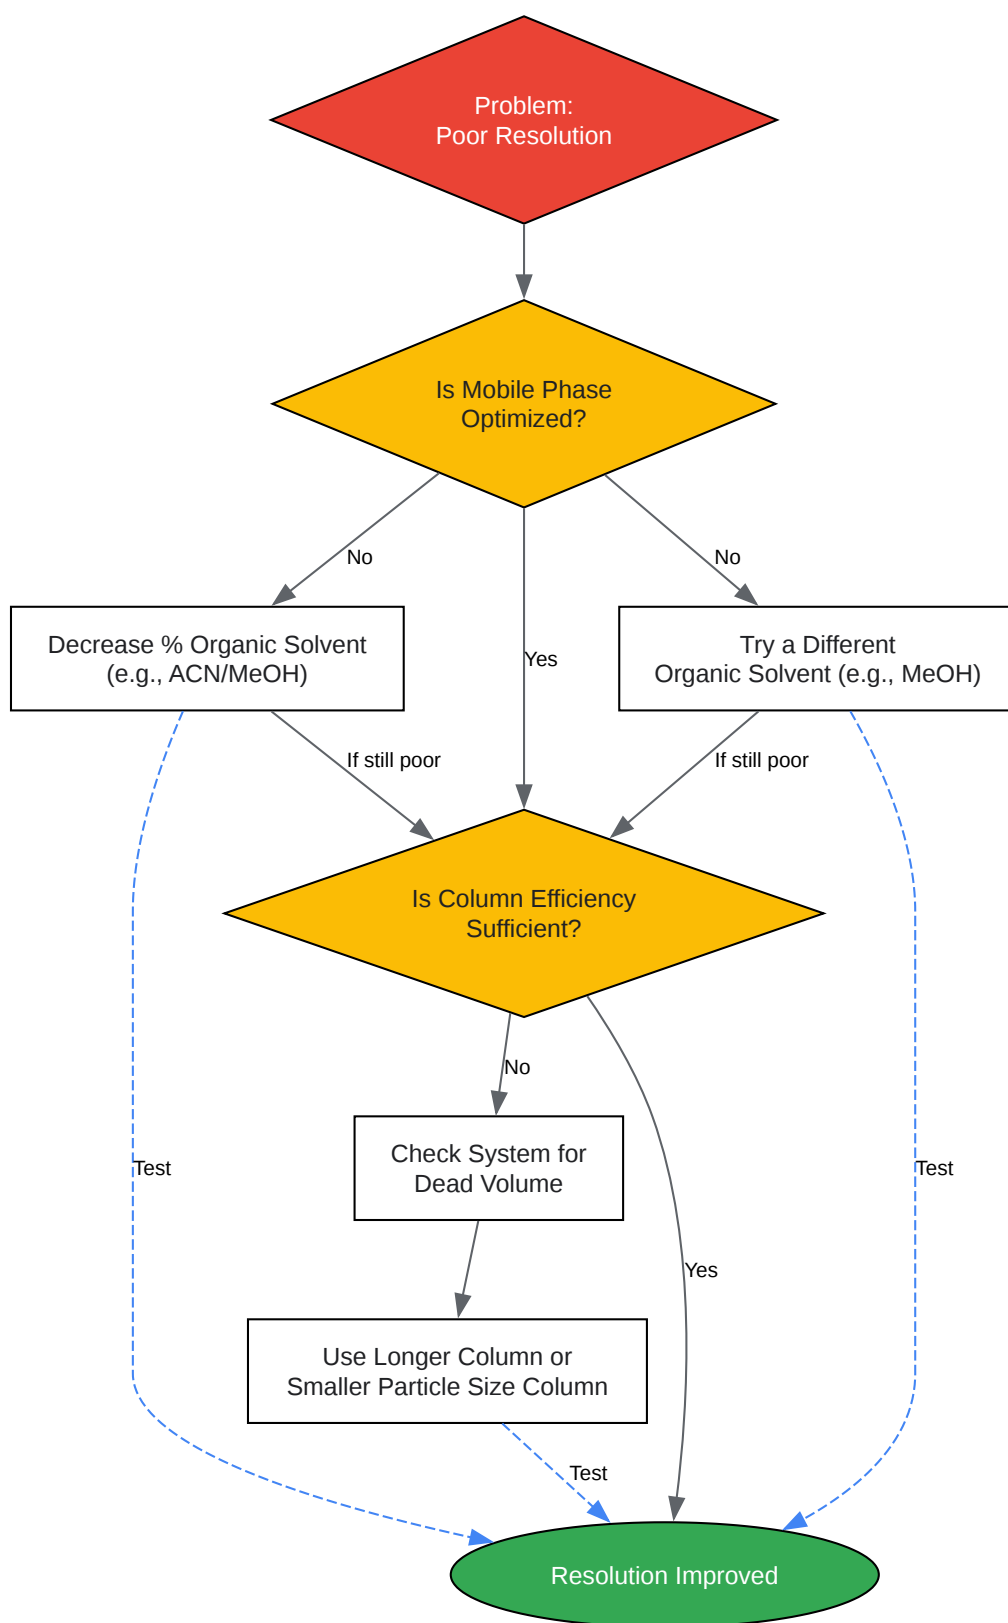 Problem:
Poor Resolution
Is Mobile Phase
Optimized?
No
No
Decrease % Organic Solvent
(e.g., ACN/MeOH)
Yes
Try a Different
Organic Solvent (e.g., MeOH)
If still poor
If still poor
Is Column Efficiency
Sufficient?
No
Check System for
Dead Volume
Test
Test
Yes
Use Longer Column or
Smaller Particle Size Column
Test
Resolution Improved